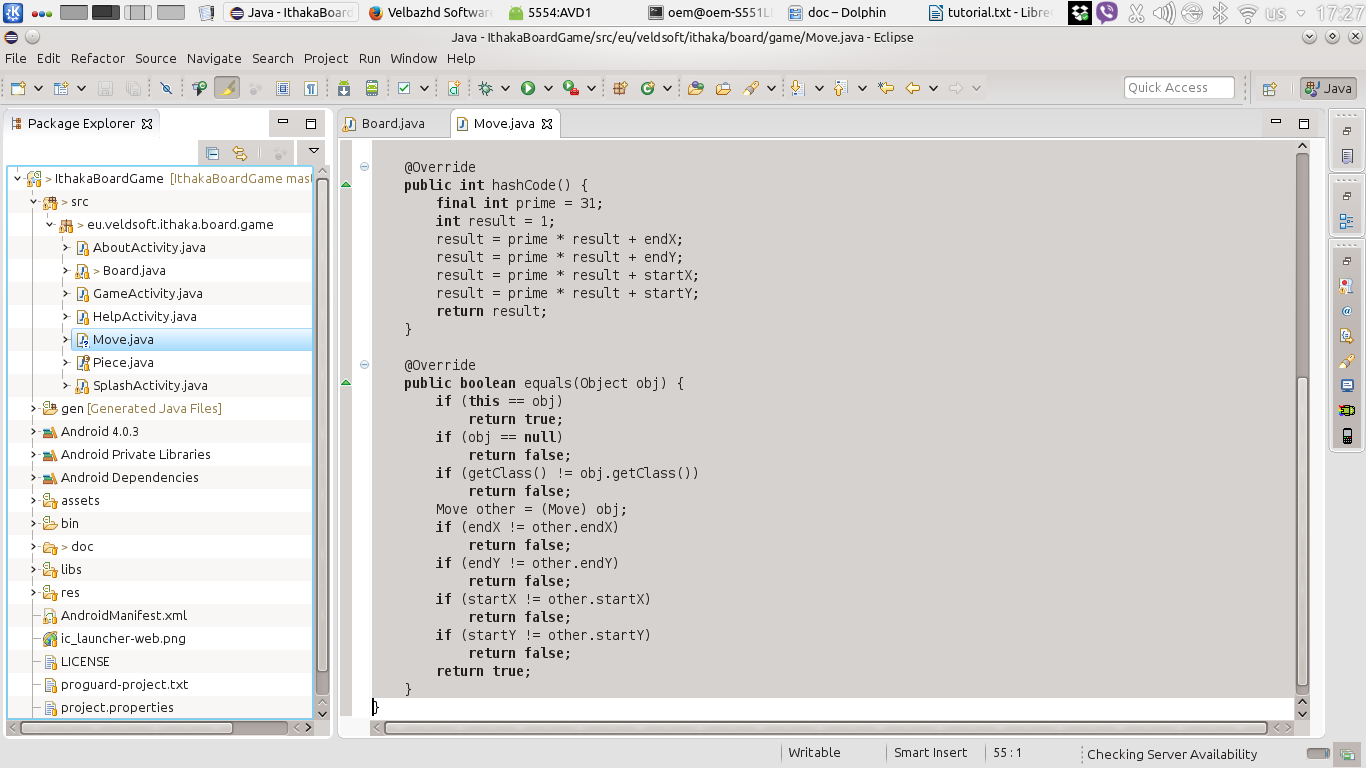 Java - IthakaBoard
Velbazhd Softwar
5554:AVD1
oem@oem-S551L
doc – Dolphin
tutorial.txt - Libre
us
17:27
Java - IthakaBoardGame/src/eu/veldsoft/ithaka/board/game/Move.java - Eclipse
File Edit Refactor Source Navigate Search Project Run Window Help
Quick Access
Java
Package Explorer
Board.java
Move.java
> IthakaBoardGame [IthakaBoardGame mast
> src
> eu.veldsoft.ithaka.board.game
AboutActivity.java
> Board.java
GameActivity.java
HelpActivity.java
Move.java
Piece.java
SplashActivity.java
gen [Generated Java Files]
Android 4.0.3
Android Private Libraries
Android Dependencies
assets
bin
> doc
libs
res
AndroidManifest.xml
ic_launcher-web.png
LICENSE
proguard-project.txt
project.properties
@Override
public int hashCode() {
final int prime = 31;
int result = 1;
result = prime * result + endX;
result = prime * result + endY;
result = prime * result + startX;
result = prime * result + startY;
return result;
}
@Override
public boolean equals(Object obj) {
if (this == obj)
return true;
if (obj == null)
return false;
if (getClass() != obj.getClass())
return false;
Move other = (Move) obj;
if (endX != other.endX)
return false;
if (endY != other.endY)
return false;
if (startX != other.startX)
return false;
if (startY != other.startY)
return false;
return true;
}
}
Writable
Smart Insert
55 : 1
Checking Server Availability